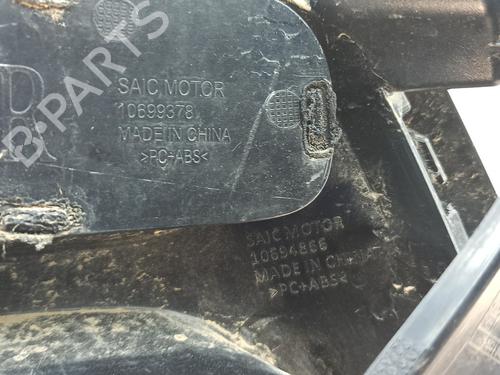 B-PARTS
SAIC MOTOR
10699378
MADE IN CHINA
>PC+ABS<
SAIC MOTOR
10694866
MADE IN CHINA
>PC+ABS<